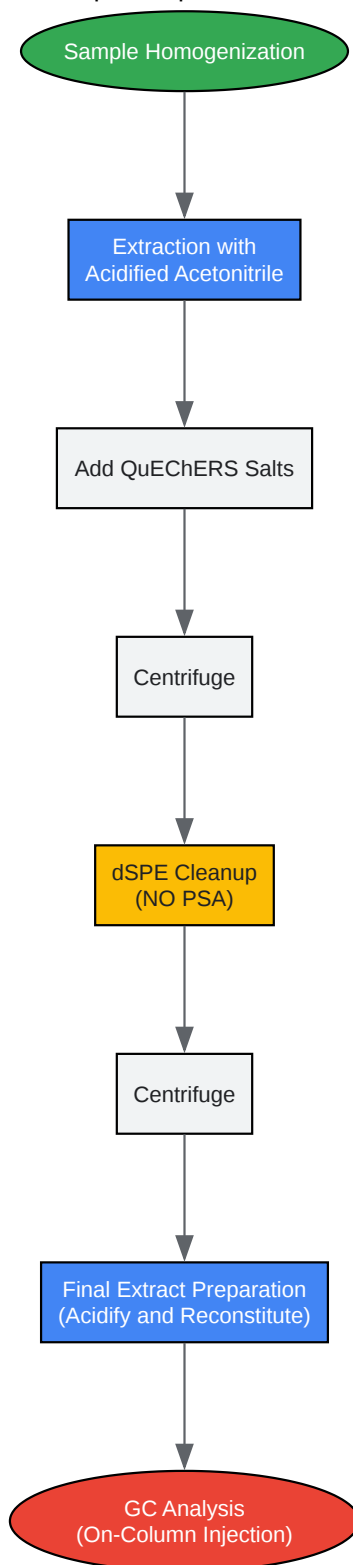 Sample Homogenization
Extraction with
Acidified Acetonitrile
Add QuEChERS Salts
Centrifuge
dSPE Cleanup
(NO PSA)
Centrifuge
Final Extract Preparation
(Acidify and Reconstitute)
GC Analysis
(On-Column Injection)